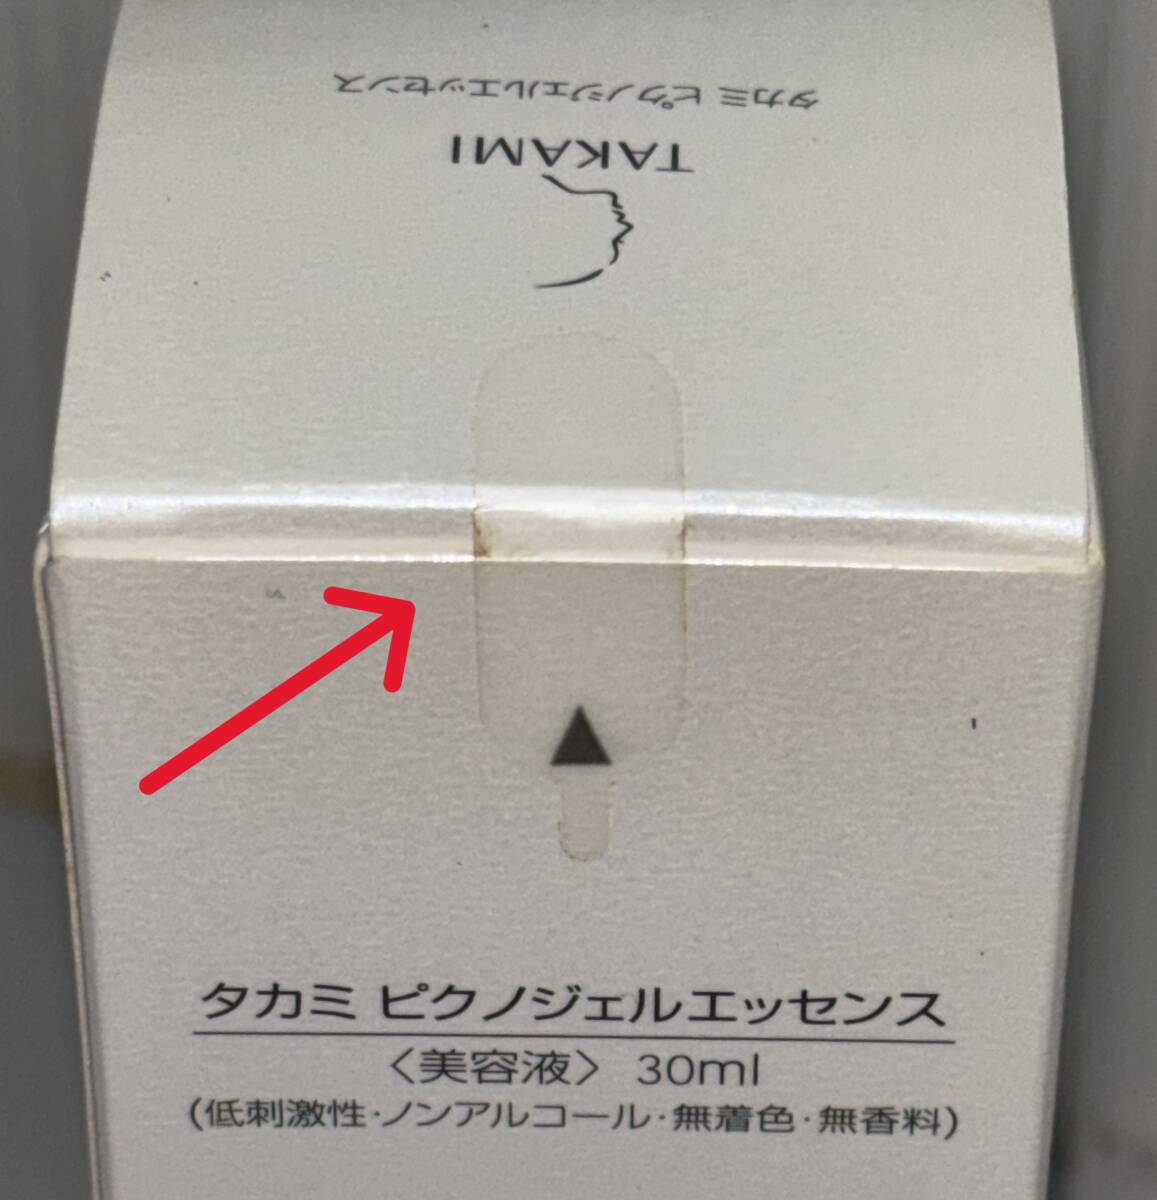 タカミ ピクノジェルエッセンス
TAKAMI
タカミ ピクノジェルエッセンス
〈美容液〉 30ml
(低刺激性・ノンアルコール・無着色・無香料)